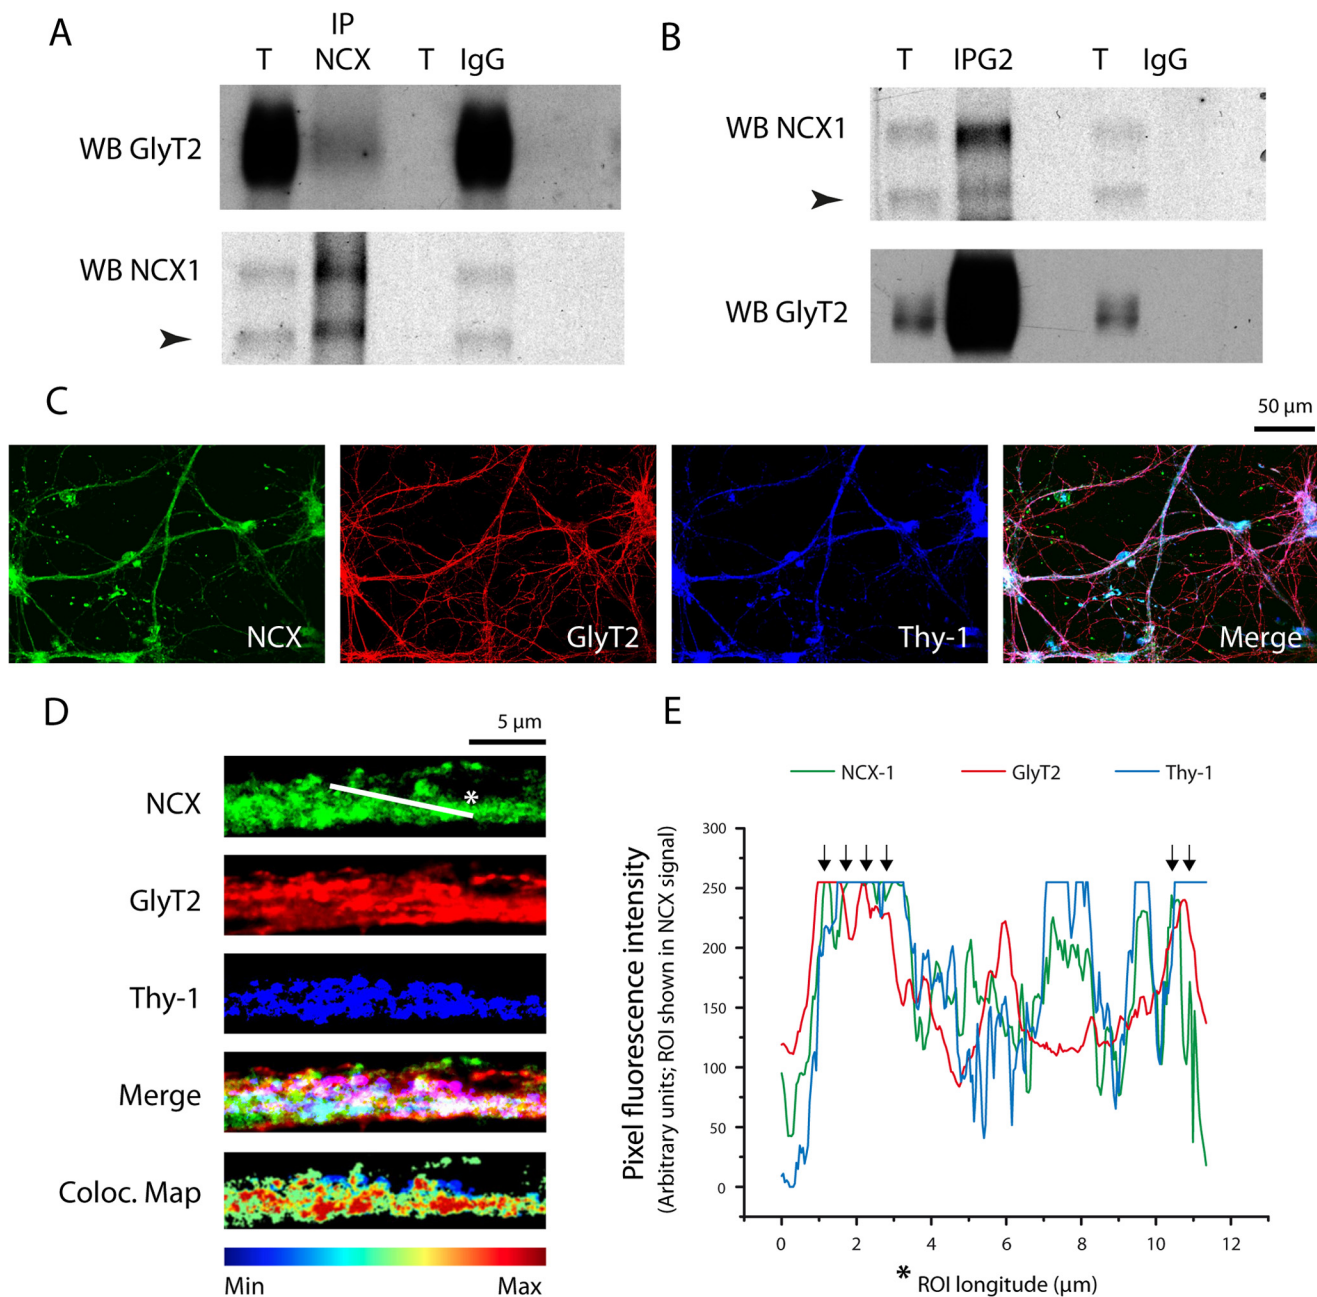 A
IP
T NCX T IgG
WB GlyT2
WB NCX1
B
T IPG2 T IgG
WB NCX1
WB GlyT2
C
50 µm
NCX
GlyT2
Thy-1
Merge
D
5 µm
NCX
*
GlyT2
Thy-1
Merge
Coloc. Map
Min Max
E
NCX-1 GlyT2 Thy-1
Pixel fluorescence intensity
(Arbitrary units; ROI shown in NCX signal)
300
250
200
150
100
50
0
0 2 4 6 8 10 12
* ROI longitude (µm)